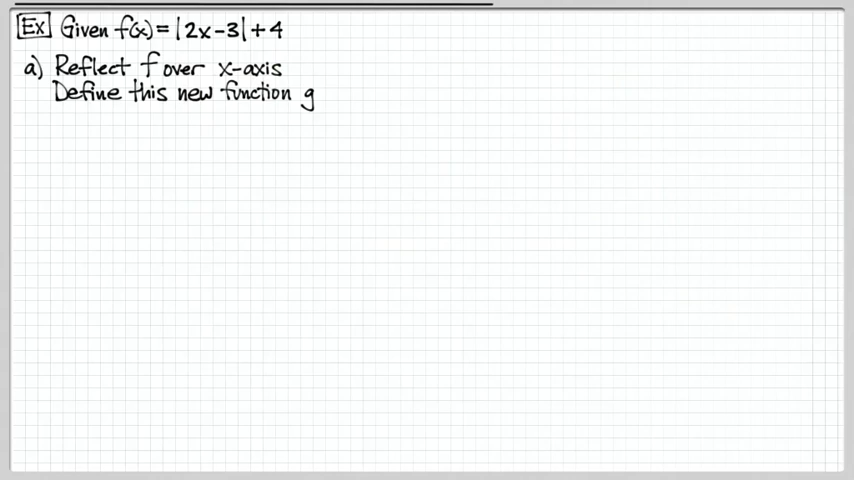 Ex Given f(x) = |2x-3| + 4
a) Reflect f over x-axis
Define this new function g